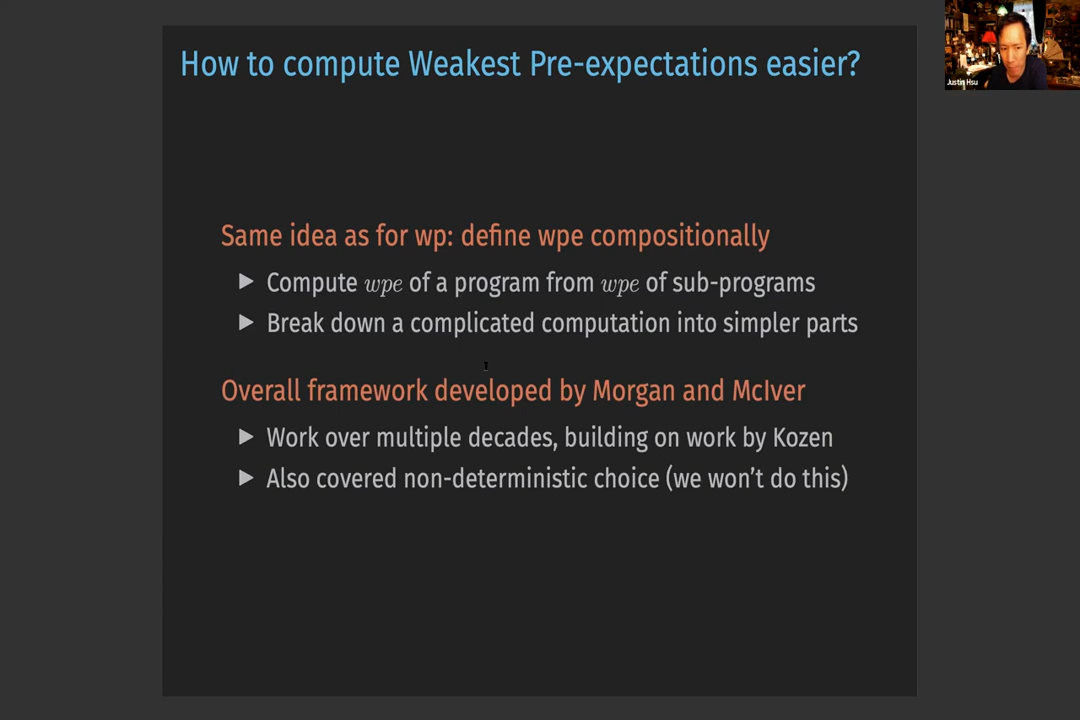 How to compute Weakest Pre-expectations easier?
Justin Hsu
Same idea as for wp: define wpe compositionally
▶ Compute wpe of a program from wpe of sub-programs
▶ Break down a complicated computation into simpler parts
Overall framework developed by Morgan and McIver
▶ Work over multiple decades, building on work by Kozen
▶ Also covered non-deterministic choice (we won't do this)